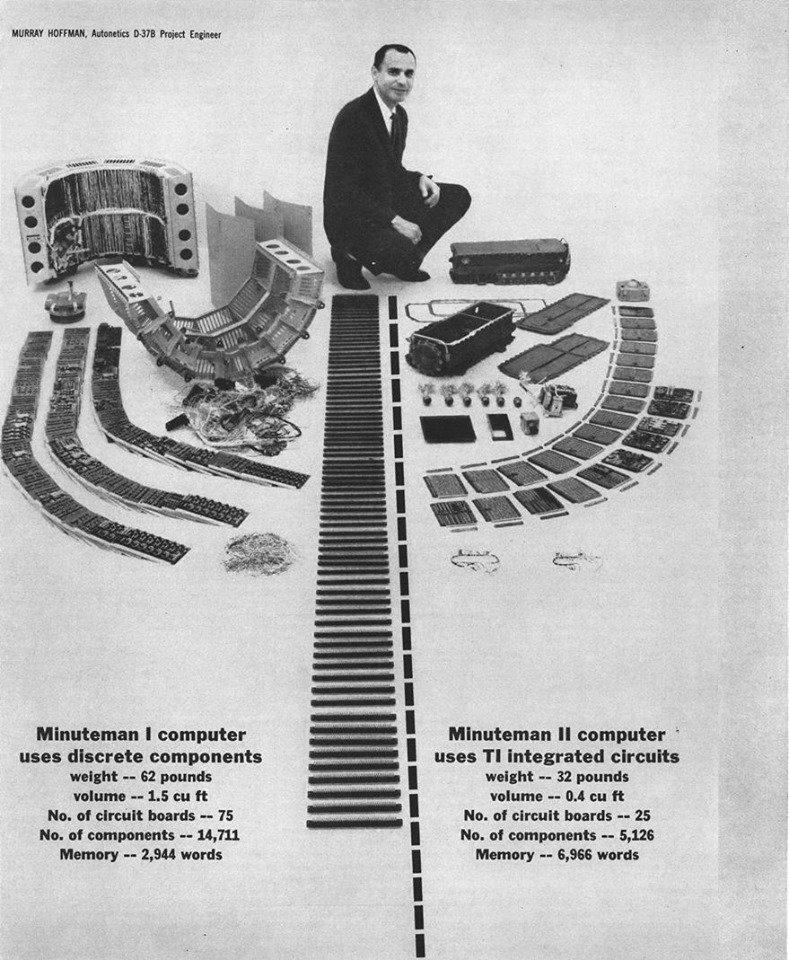 MURRAY HOFFMAN, Autonetics D-37B Project Engineer
Minuteman I computer
uses discrete components
weight -- 62 pounds
volume -- 1.5 cu ft
No. of circuit boards -- 75
No. of components -- 14,711
Memory -- 2,944 words
Minuteman II computer
uses TI integrated circuits
weight -- 32 pounds
volume -- 0.4 cu ft
No. of circuit boards -- 25
No. of components -- 5,126
Memory -- 6,966 words